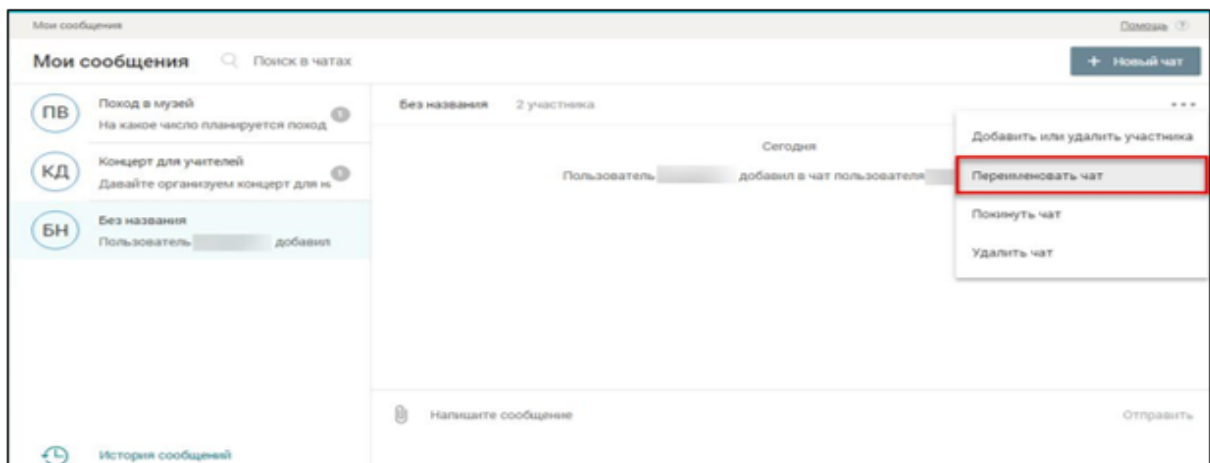 Мои сообщения
Помощь ?
Мои сообщения
Поиск в чатах
+ Новый чат
ПВ
Поход в музей
На какое число планируется поход
1
КД
Концерт для учителей
Давайте организуем концерт для н
1
БН
Без названия
Пользователь добавил
Без названия 2 участника
Сегодня
Пользователь добавил в чат пользователя
Добавить или удалить участника
Переименовать чат
Покинуть чат
Удалить чат
Напишите сообщение
Отправить
История сообщений